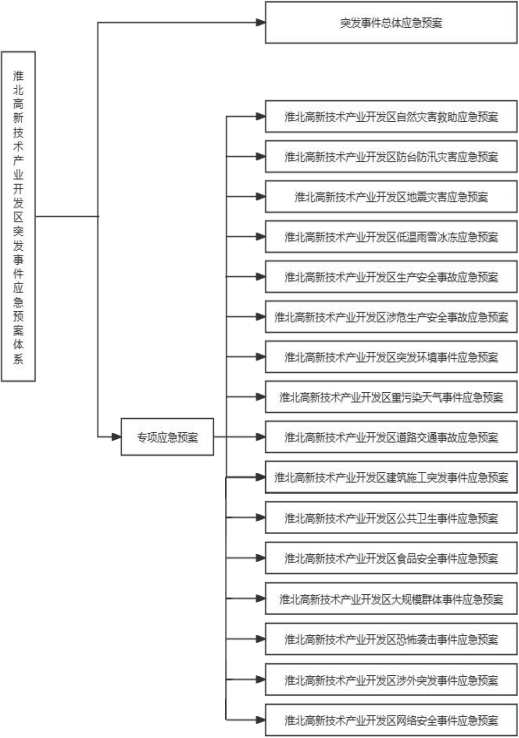 突发事件总体应急预案
淮北高新技术产业开发区突发事件应急预案体系
淮北高新技术产业开发区自然灾害救助应急预案
淮北高新技术产业开发区防台防汛灾害应急预案
淮北高新技术产业开发区地震灾害应急预案
淮北高新技术产业开发区低温雨雪冰冻应急预案
淮北高新技术产业开发区生产安全事故应急预案
淮北高新技术产业开发区涉危生产安全事故应急预案
淮北高新技术产业开发区突发环境事件应急预案
淮北高新技术产业开发区重污染天气事件应急预案
专项应急预案
淮北高新技术产业开发区道路交通事故应急预案
淮北高新技术产业开发区建筑施工突发事件应急预案
淮北高新技术产业开发区公共卫生事件应急预案
淮北高新技术产业开发区食品安全事件应急预案
淮北高新技术产业开发区大规模群体事件应急预案
淮北高新技术产业开发区恐怖袭击事件应急预案
淮北高新技术产业开发区涉外突发事件应急预案
淮北高新技术产业开发区网络安全事件应急预案